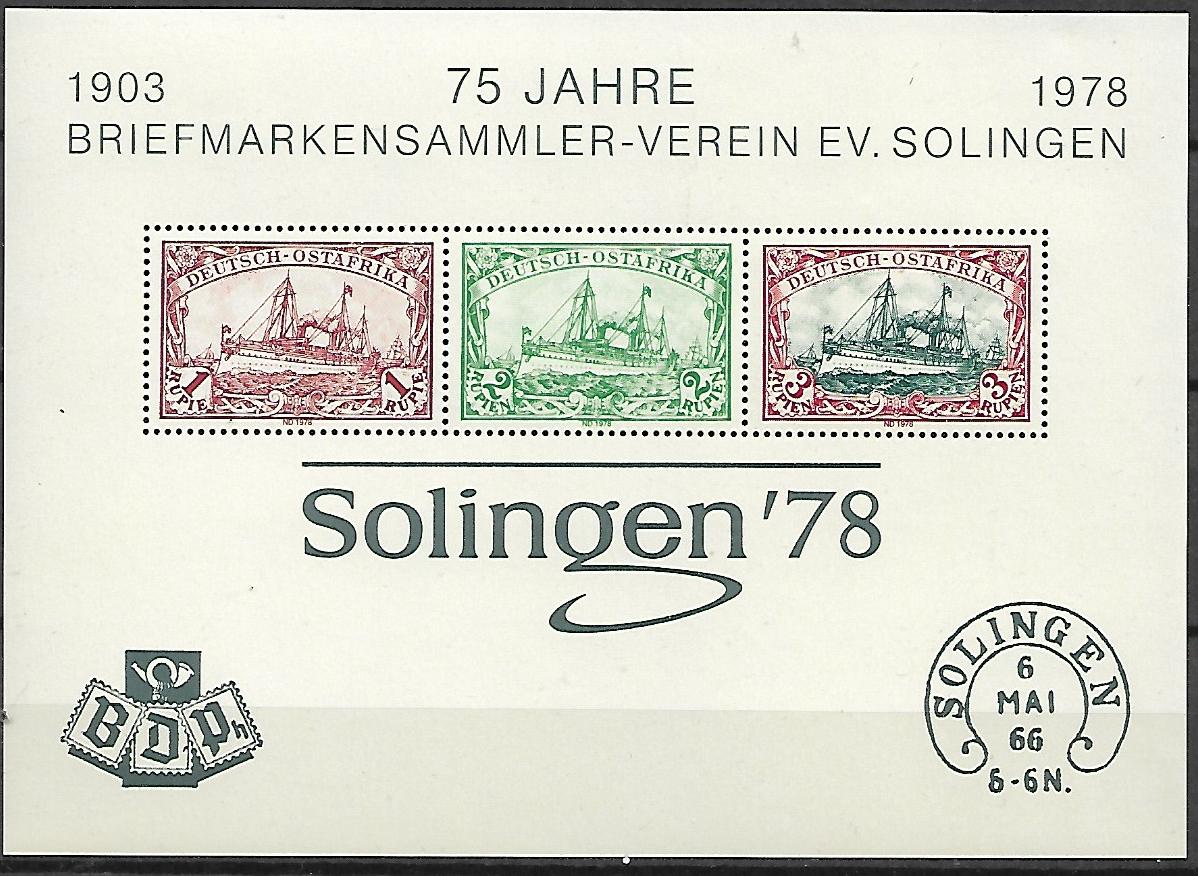 1903 75 JAHRE 1978
BRIEFMARKENSAMMLER-VEREIN EV. SOLINGEN
DEUTSCH-OSTAFRIKA
1 1
RUPIE RUPIE
ND 1978
DEUTSCH-OSTAFRIKA
2 2
RUPIEN RUPIEN
ND 1978
DEUTSCH-OSTAFRIKA
3 3
RUPIEN RUPIEN
ND 1978
Solingen '78
BDPh
SOLINGEN
6
MAI
66
5-6N.